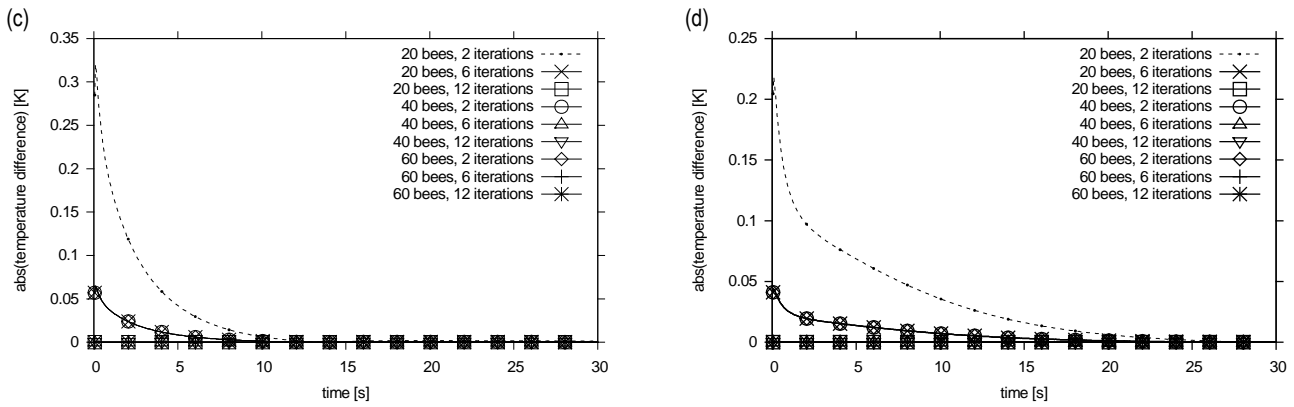 (c)
0.35
0.3
0.25
0.2
0.15
0.1
0.05
0
abs(temperature difference) [K]
20 bees, 2 iterations
20 bees, 6 iterations
20 bees, 12 iterations
40 bees, 2 iterations
40 bees, 6 iterations
40 bees, 12 iterations
60 bees, 2 iterations
60 bees, 6 iterations
60 bees, 12 iterations
0 5 10 15 20 25 30
time [s]
(d)
0.25
0.2
0.15
0.1
0.05
0
abs(temperature difference) [K]
20 bees, 2 iterations
20 bees, 6 iterations
20 bees, 12 iterations
40 bees, 2 iterations
40 bees, 6 iterations
40 bees, 12 iterations
60 bees, 2 iterations
60 bees, 6 iterations
60 bees, 12 iterations
0 5 10 15 20 25 30
time [s]